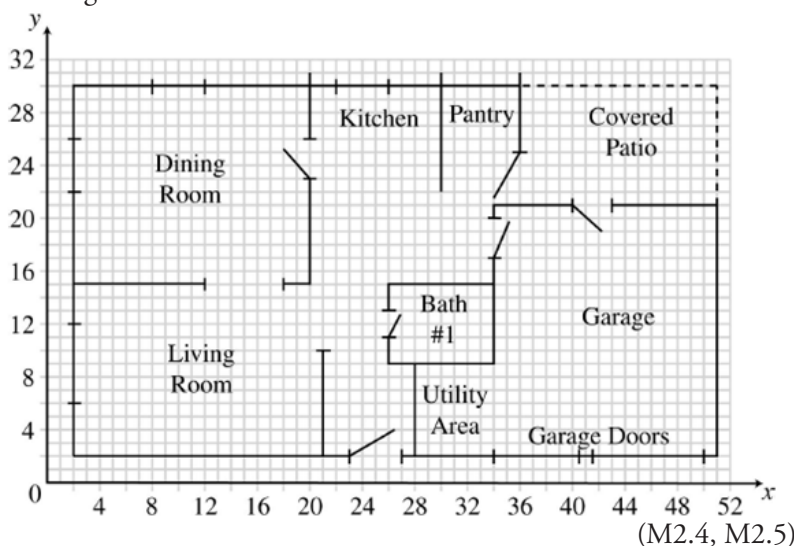 y
32
28
24
20
16
12
8
4
0
4 8 12 16 20 24 28 32 36 40 44 48 52 x
Kitchen
Pantry
Covered
Patio
Dining
Room
Bath
#1
Garage
Living
Room
Utility
Area
Garage Doors
(M2.4, M2.5)